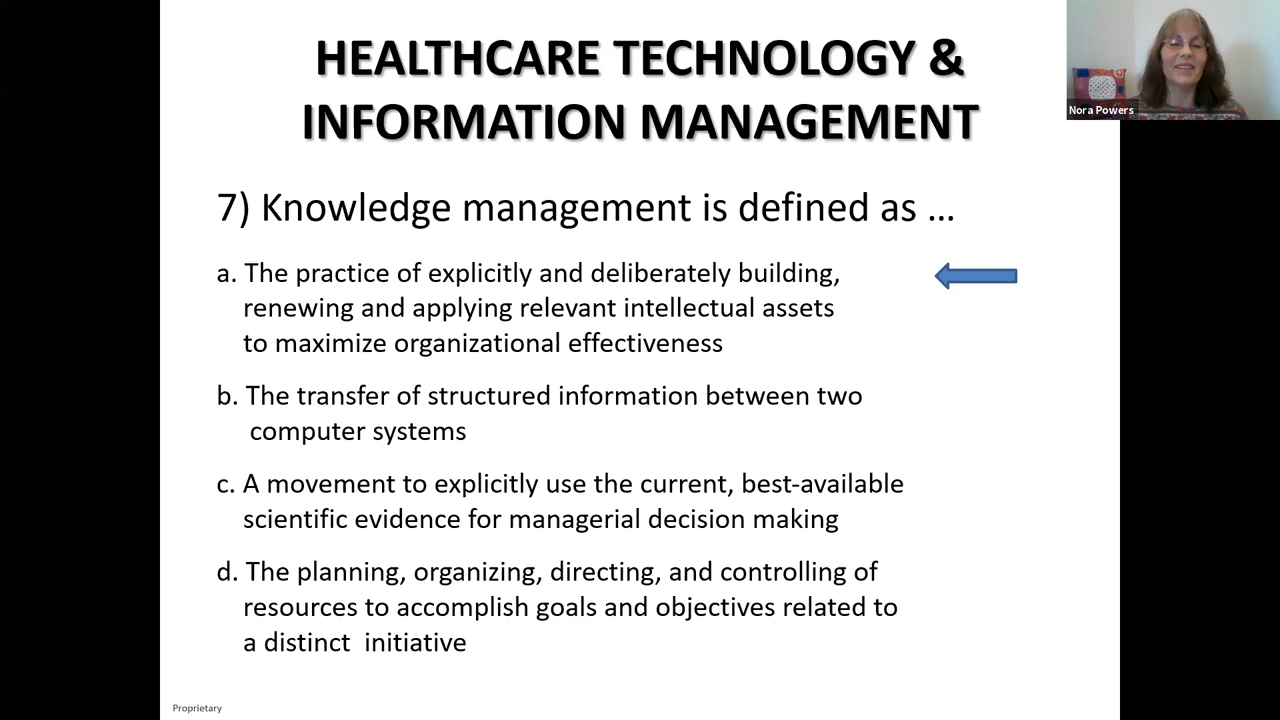 HEALTHCARE TECHNOLOGY &
INFORMATION MANAGEMENT
Nora Powers
7) Knowledge management is defined as …
a. The practice of explicitly and deliberately building,
renewing and applying relevant intellectual assets
to maximize organizational effectiveness
b. The transfer of structured information between two
computer systems
c. A movement to explicitly use the current, best-available
scientific evidence for managerial decision making
d. The planning, organizing, directing, and controlling of
resources to accomplish goals and objectives related to
a distinct initiative
Proprietary